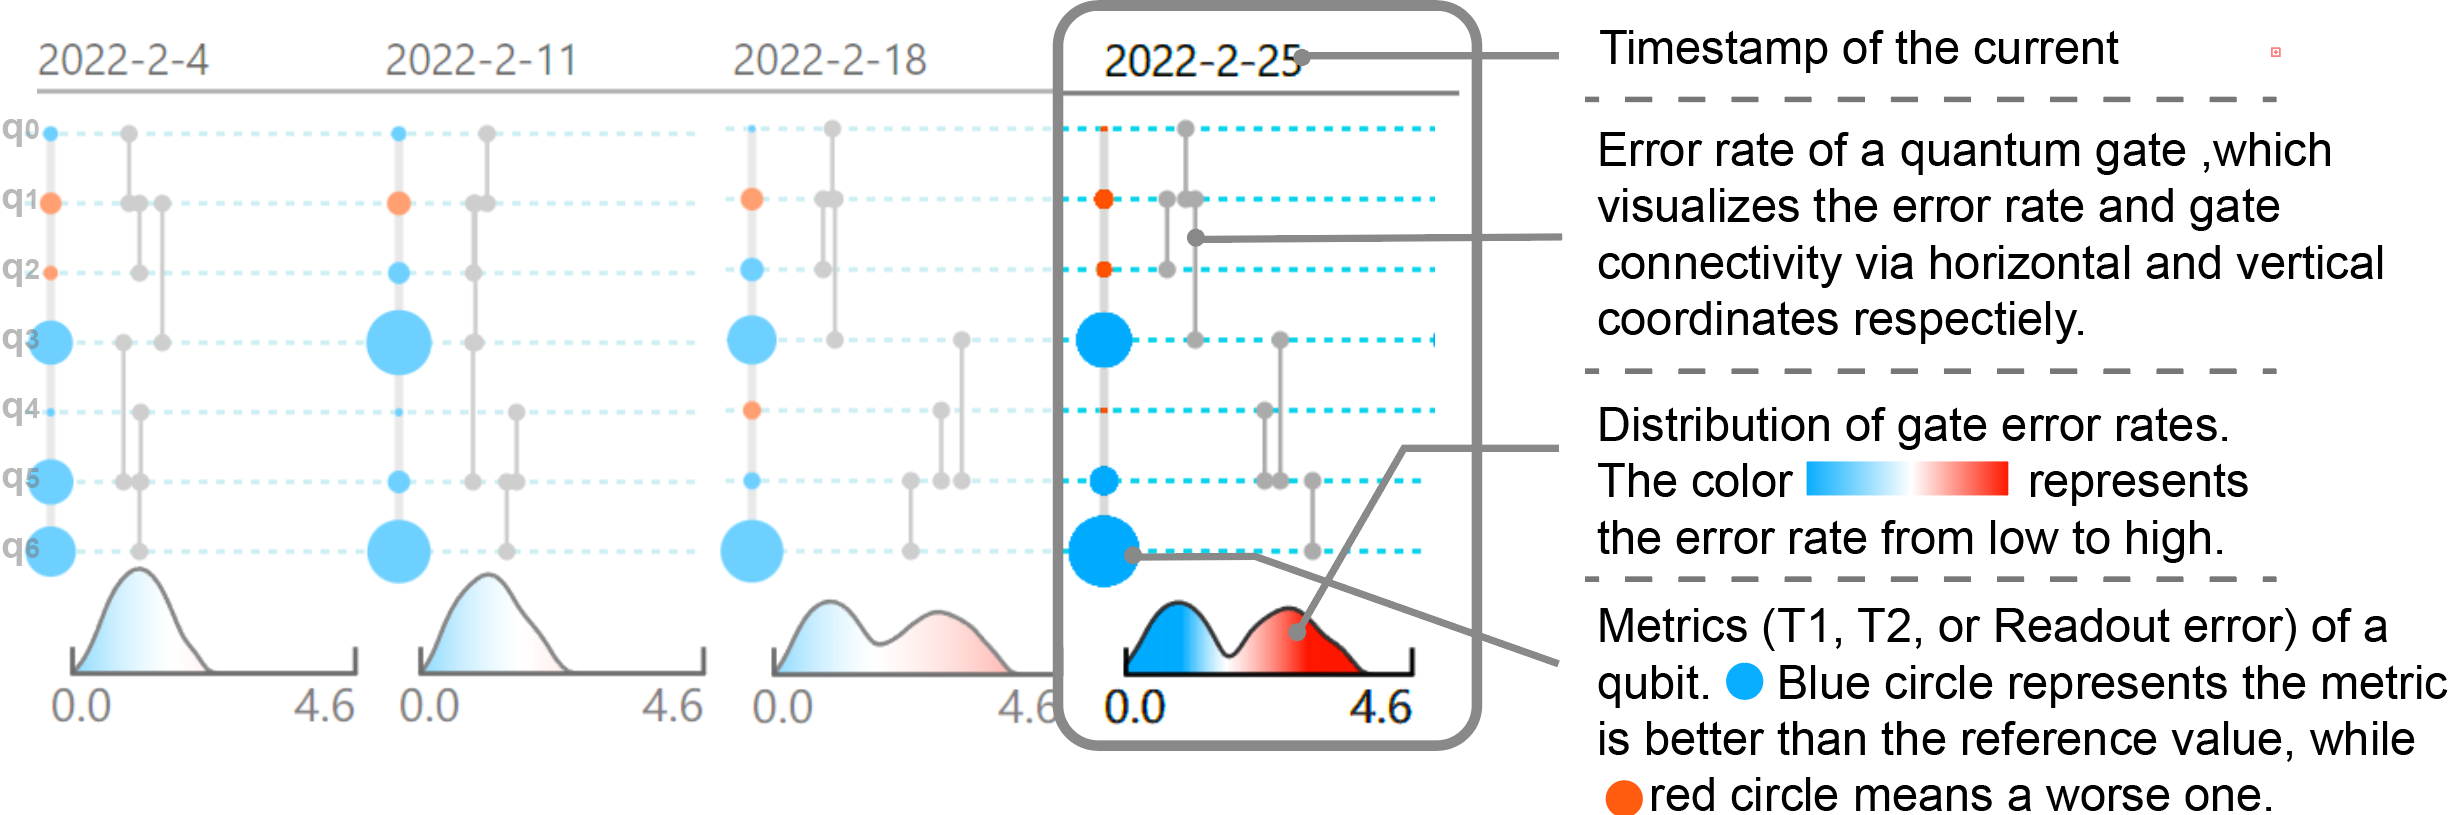 2022-2-4 2022-2-11 2022-2-18 2022-2-25
q0
q1
q2
q3
q4
q5
q6
0.0 4.6 0.0 4.6 0.0 4.6 0.0 4.6
Timestamp of the current
Error rate of a quantum gate ,which
visualizes the error rate and gate
connectivity via horizontal and vertical
coordinates respectiely.
Distribution of gate error rates.
The color represents
the error rate from low to high.
Metrics (T1, T2, or Readout error) of a
qubit. Blue circle represents the metric
is better than the reference value, while
red circle means a worse one.